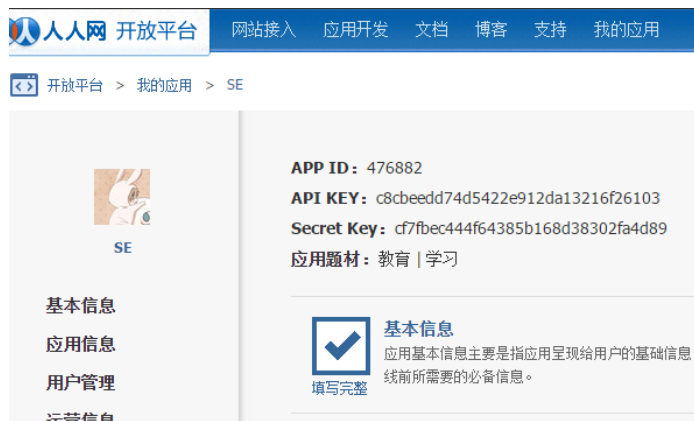 人人网 开放平台 网站接入 应用开发 文档 博客 支持 我的应用
开放平台 > 我的应用 > SE
APP ID：476882
API KEY：c8cbeedd74d5422e912da13216f26103
Secret Key：cf7fbec444f64385b168d38302fa4d89
应用题材：教育 | 学习
SE
基本信息
应用信息
用户管理
运营信息
基本信息
应用基本信息主要是指应用呈现给用户的基础信息
线前所需要的必备信息。
填写完整